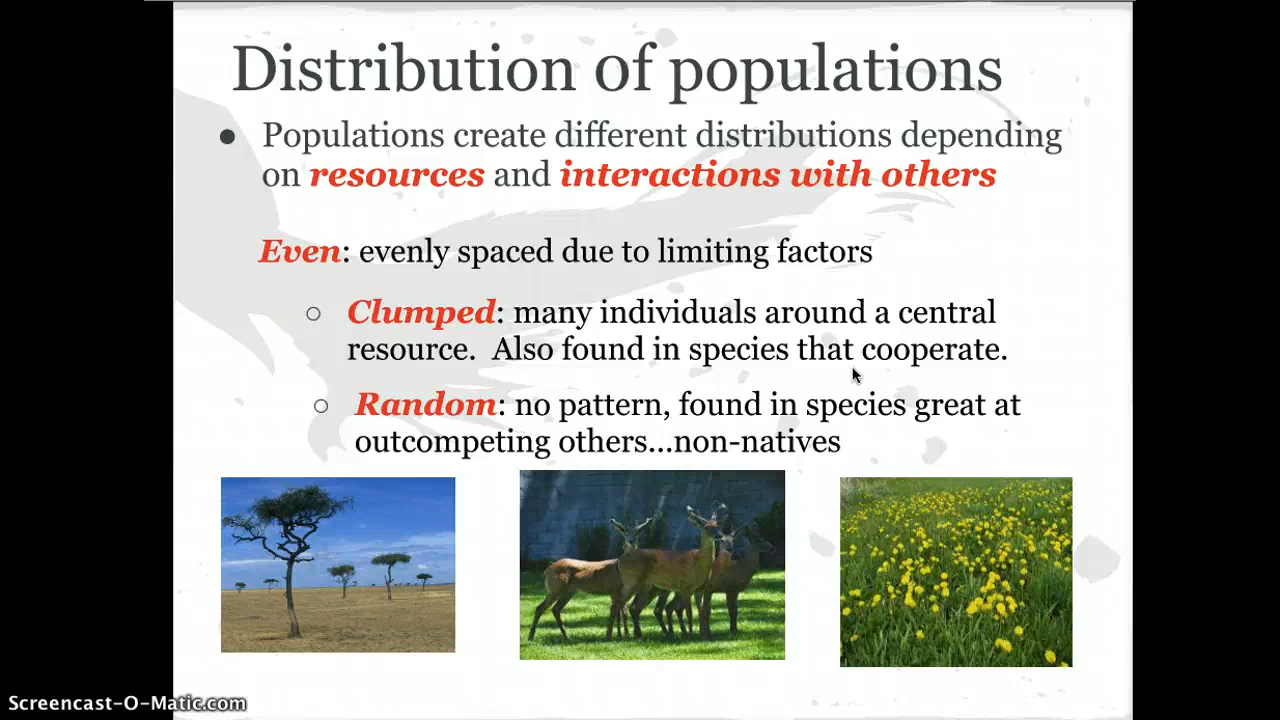 Distribution of populations
● Populations create different distributions depending
on resources and interactions with others
Even: evenly spaced due to limiting factors
○ Clumped: many individuals around a central
resource.  Also found in species that cooperate.
○ Random: no pattern, found in species great at
outcompeting others...non-natives
Screencast-O-Matic.com